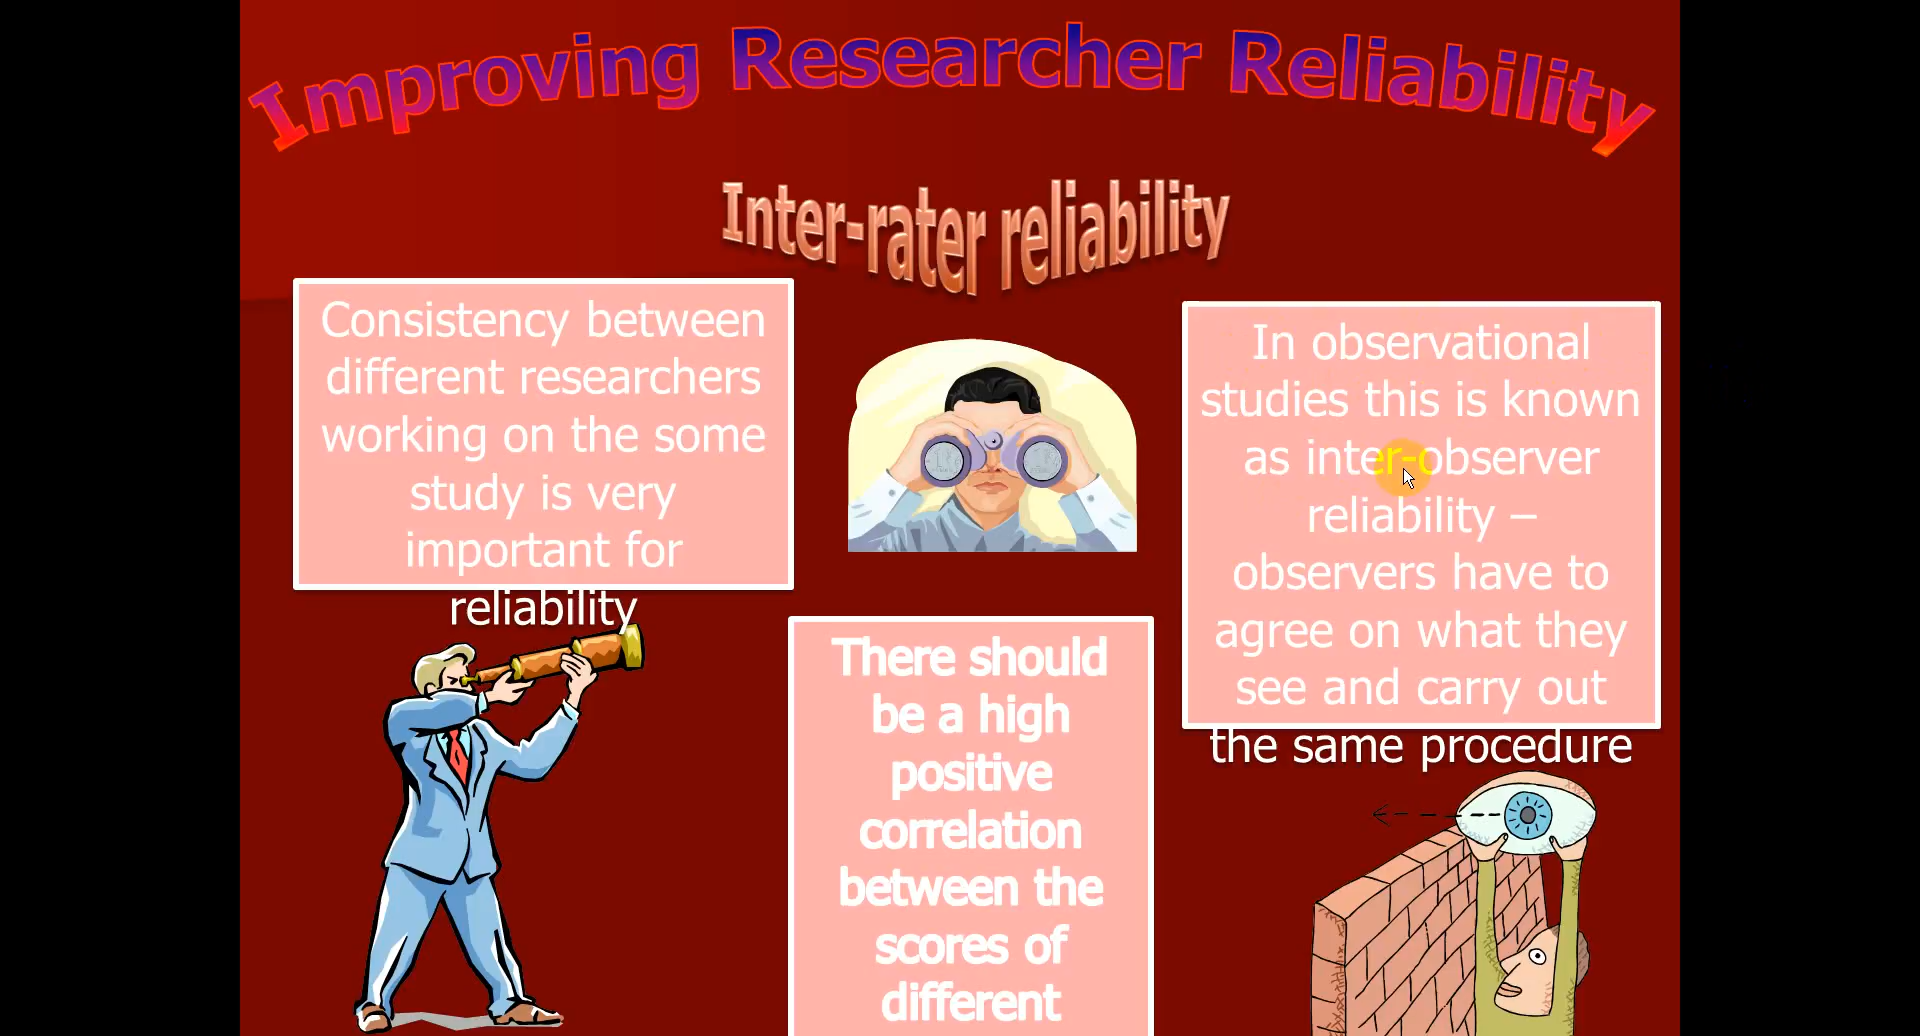 Improving Researcher Reliability
Inter-rater reliability
Consistency between
different researchers
working on the some
study is very
important for
reliability
In observational
studies this is known
as inter-observer
reliability –
observers have to
agree on what they
see and carry out
the same procedure
There should
be a high
positive
correlation
between the
scores of
different